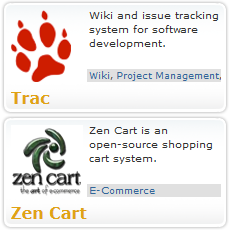 Wiki and issue tracking
system for software
development.
Wiki, Project Management,
Trac
Zen Cart is an
open-source shopping
cart system.
zen cart
the art of e-commerce
E-Commerce
Zen Cart